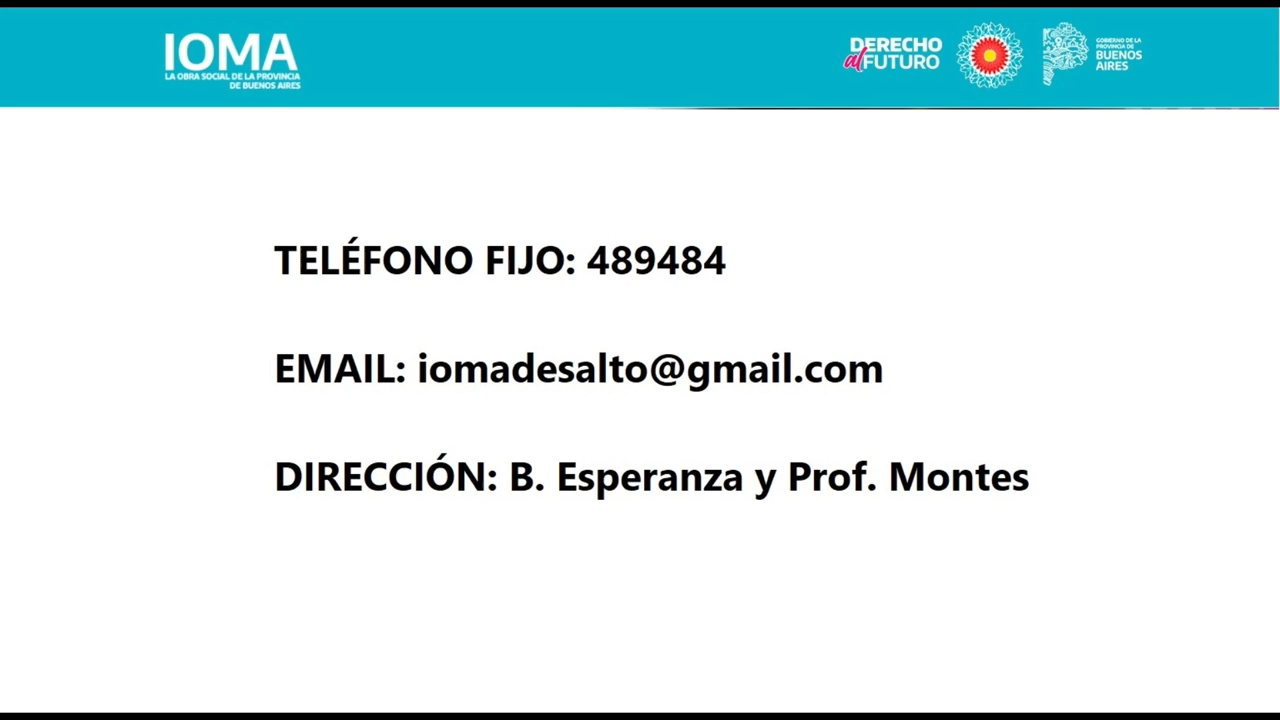 IOMA
LA OBRA SOCIAL DE LA PROVINCIA
DE BUENOS AIRES
DERECHO
al FUTURO
GOBIERNO DE LA
PROVINCIA DE
BUENOS
AIRES
TELÉFONO FIJO: 489484
EMAIL: iomadesalto@gmail.com
DIRECCIÓN: B. Esperanza y Prof. Montes